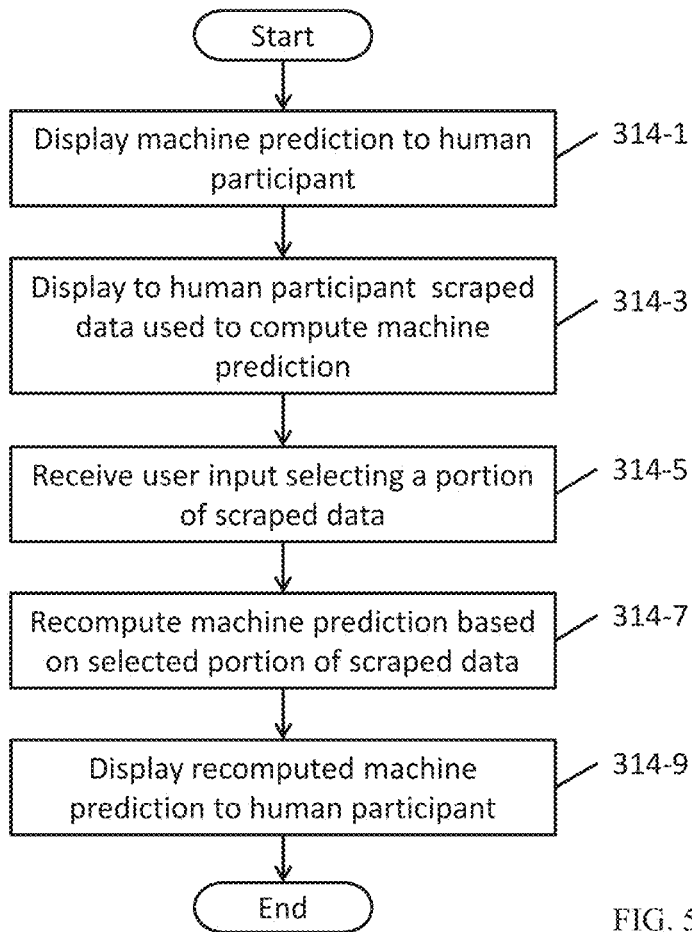 Start
Display machine prediction to human
participant
314-1
Display to human participant scraped
data used to compute machine
prediction
314-3
Receive user input selecting a portion
of scraped data
314-5
Recompute machine prediction based
on selected portion of scraped data
314-7
Display recomputed machine
prediction to human participant
314-9
End
FIG. 5